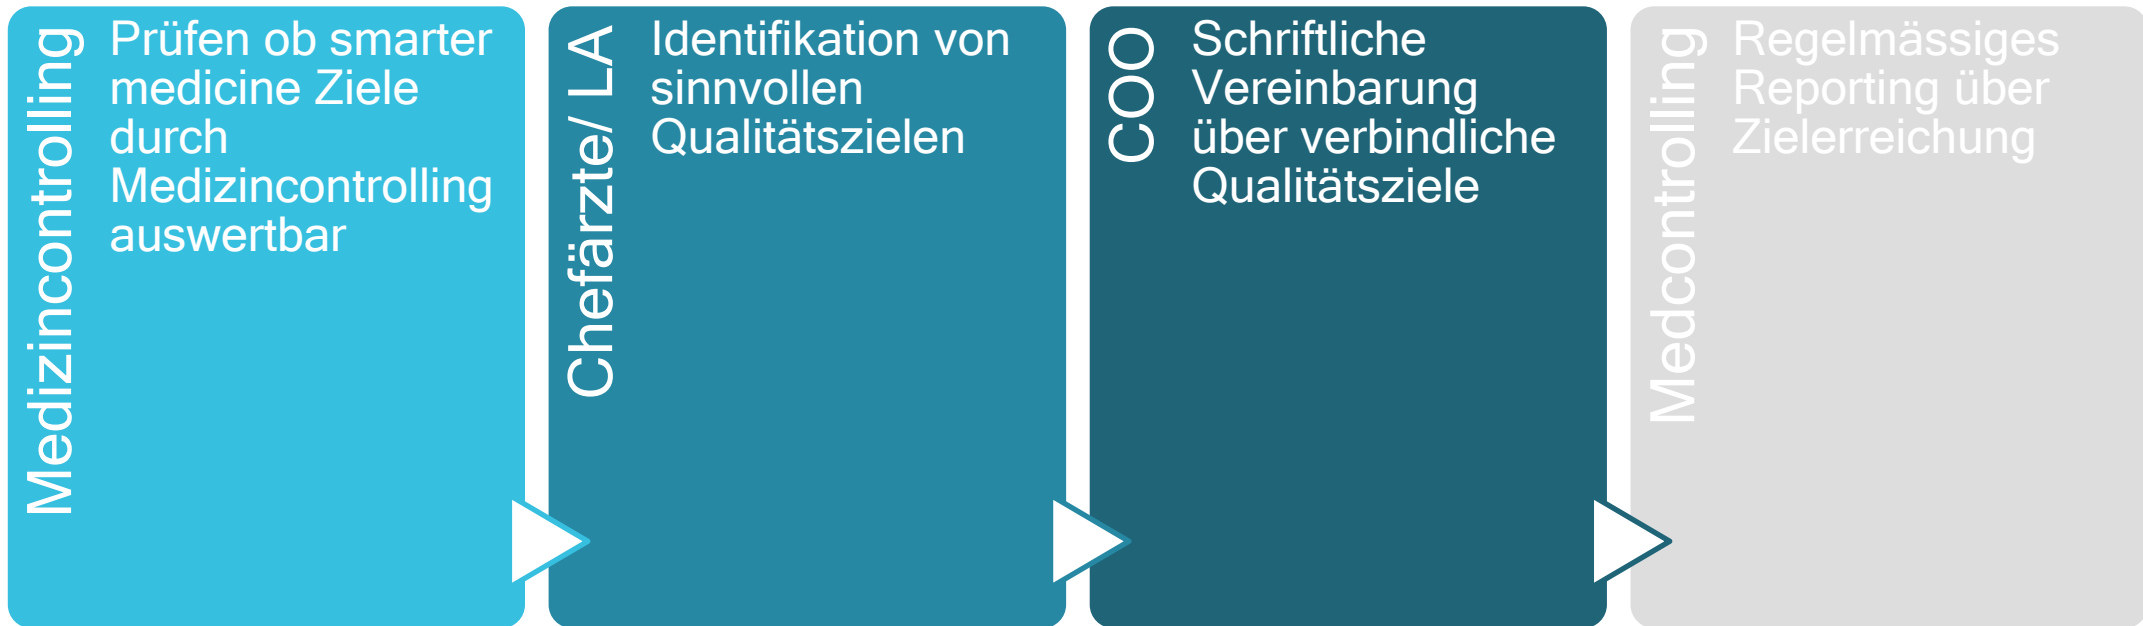 Medizincontrolling
Prüfen ob smarter
medicine Ziele
durch
Medizincontrolling
auswertbar
Chefärzte/ LA
Identifikation von
sinnvollen
Qualitätszielen
COO
Schriftliche
Vereinbarung
über verbindliche
Qualitätsziele
Medcontrolling
Regelmässiges
Reporting über
Zielerreichung